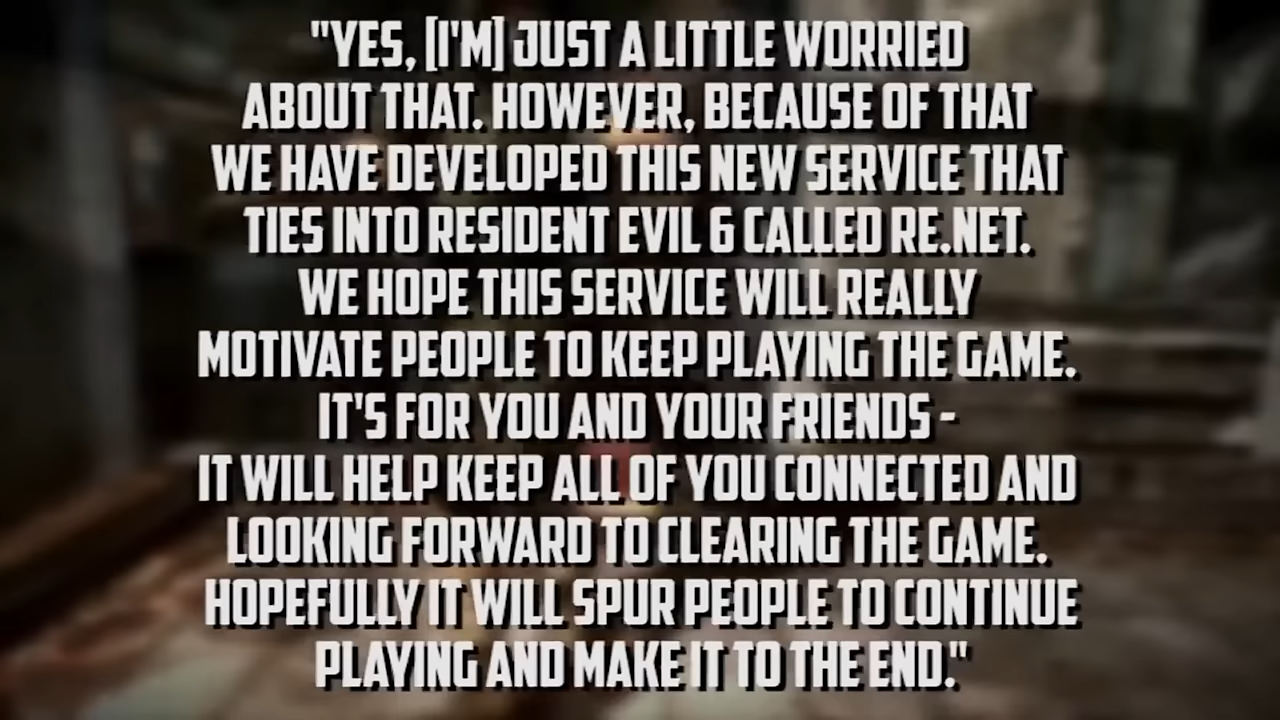 "YES, [I'M] JUST A LITTLE WORRIED
ABOUT THAT. HOWEVER, BECAUSE OF THAT
WE HAVE DEVELOPED THIS NEW SERVICE THAT
TIES INTO RESIDENT EVIL 6 CALLED RE.NET.
WE HOPE THIS SERVICE WILL REALLY
MOTIVATE PEOPLE TO KEEP PLAYING THE GAME.
IT'S FOR YOU AND YOUR FRIENDS -
IT WILL HELP KEEP ALL OF YOU CONNECTED AND
LOOKING FORWARD TO CLEARING THE GAME.
HOPEFULLY IT WILL SPUR PEOPLE TO CONTINUE
PLAYING AND MAKE IT TO THE END."